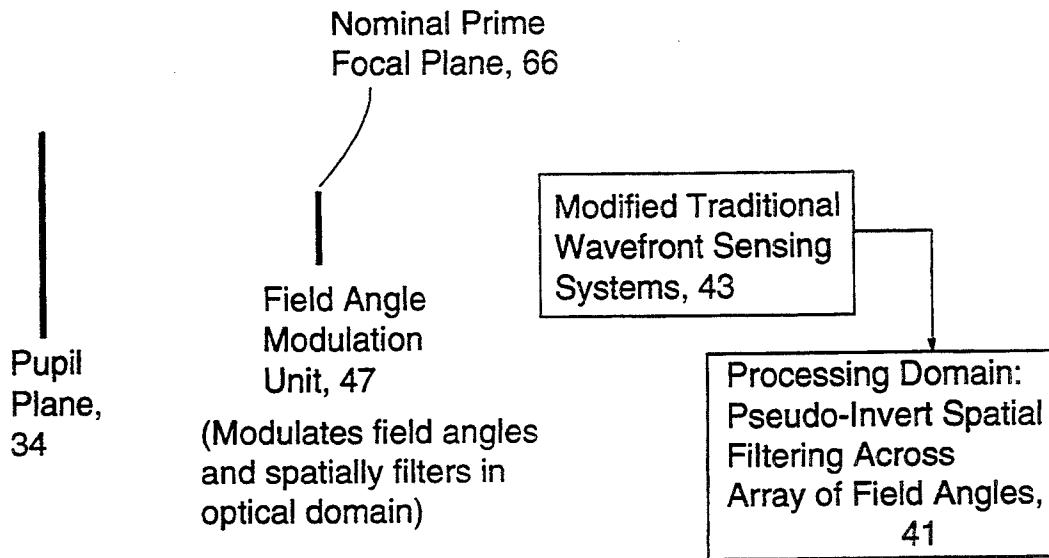 Nominal Prime
Focal Plane, 66
Modified Traditional
Wavefront Sensing
Systems, 43
Field Angle
Modulation
Unit, 47
(Modulates field angles
and spatially filters in
optical domain)
Pupil
Plane,
34
Processing Domain:
Pseudo-Invert Spatial
Filtering Across
Array of Field Angles,
41